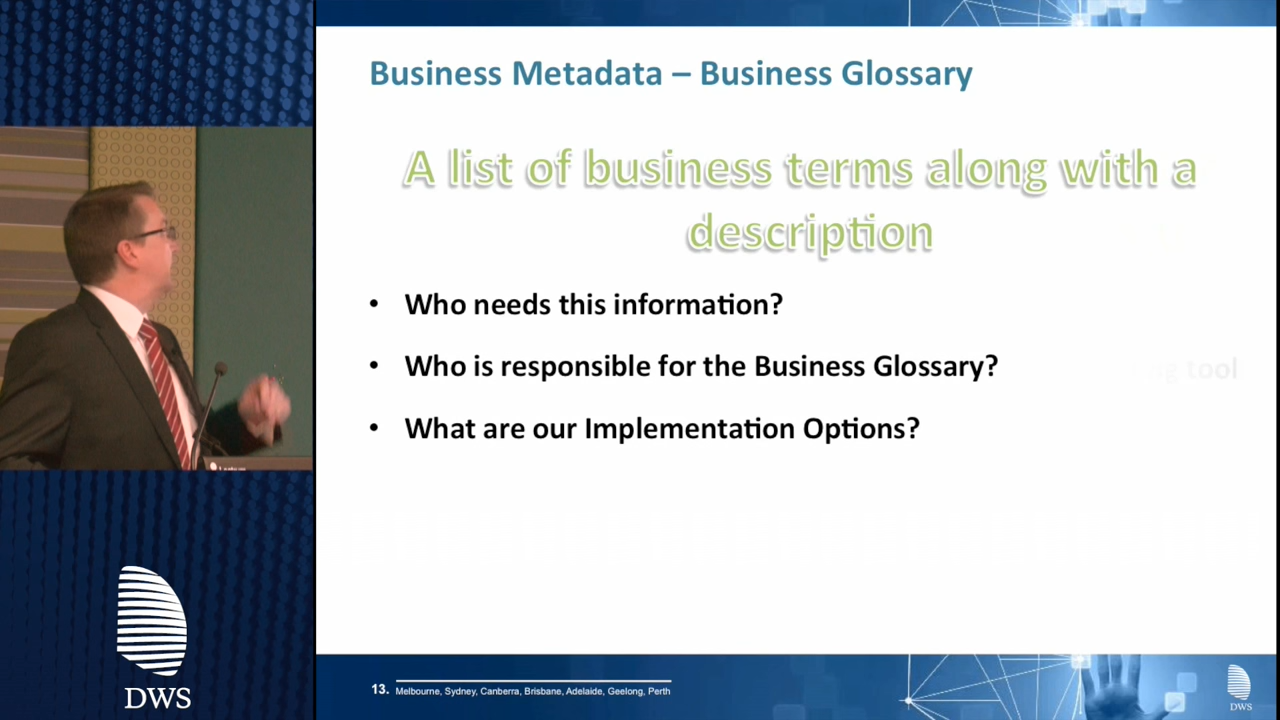 Business Metadata – Business Glossary
A list of business terms along with a
description
• Who needs this information?
• Who is responsible for the Business Glossary?
tool
• What are our Implementation Options?
DWS
13. Melbourne, Sydney, Canberra, Brisbane, Adelaide, Geelong, Perth
DWS